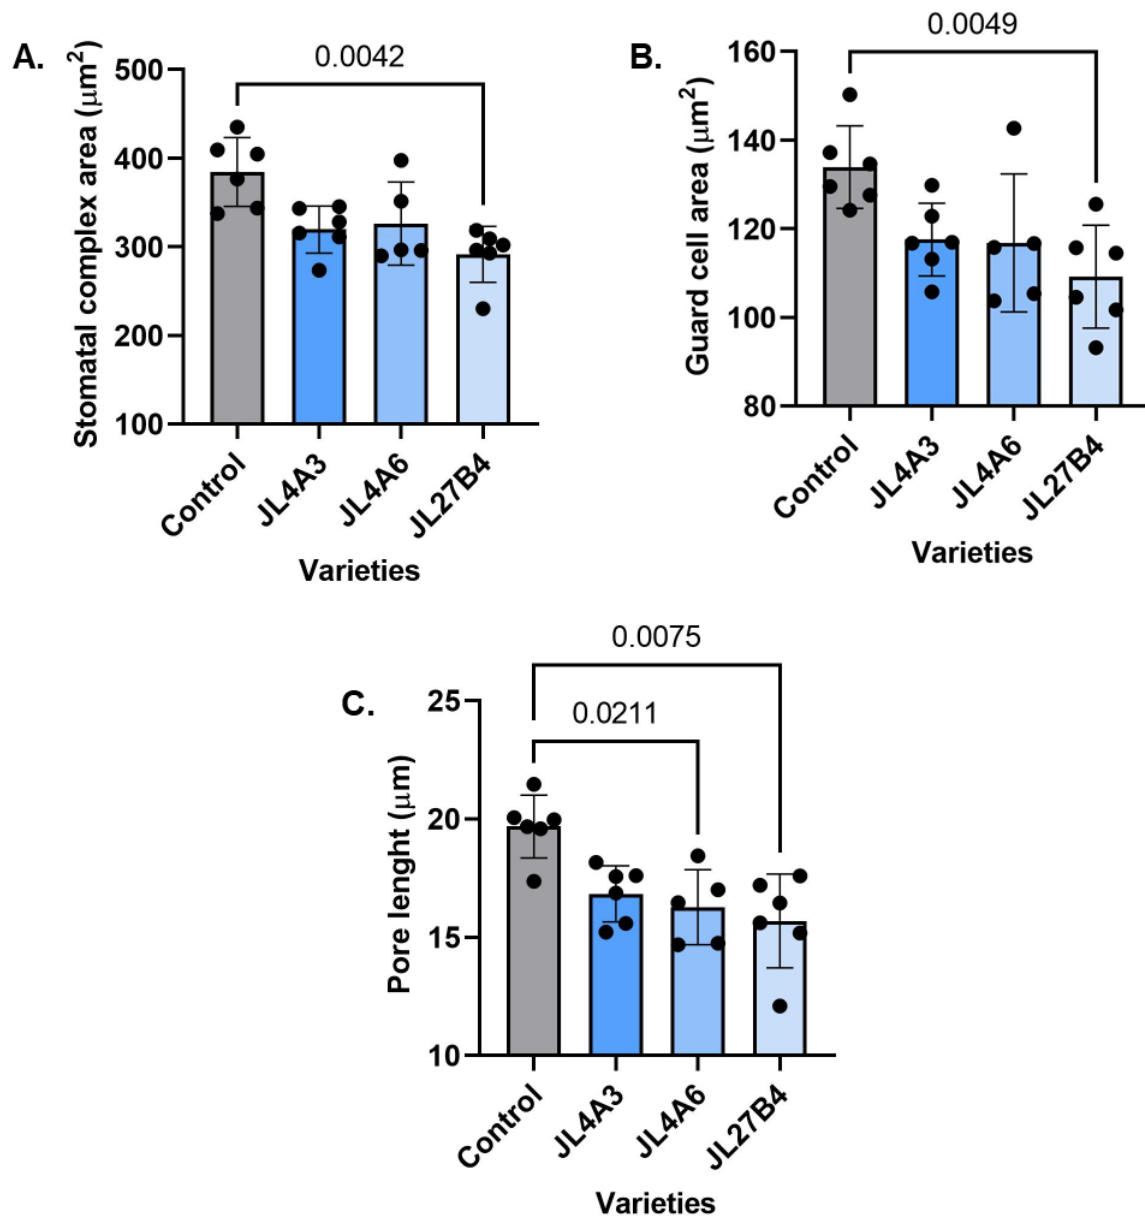 A.
Stomatal complex area (μm²)
500
400
300
200
100
0.0042
Control
JL4A3
JL4A6
JL27B4
Varieties
B.
Guard cell area (μm²)
160
140
120
100
80
0.0049
Control
JL4A3
JL4A6
JL27B4
Varieties
C.
Pore lenght (μm)
25
20
15
10
0.0075
0.0211
Control
JL4A3
JL4A6
JL27B4
Varieties